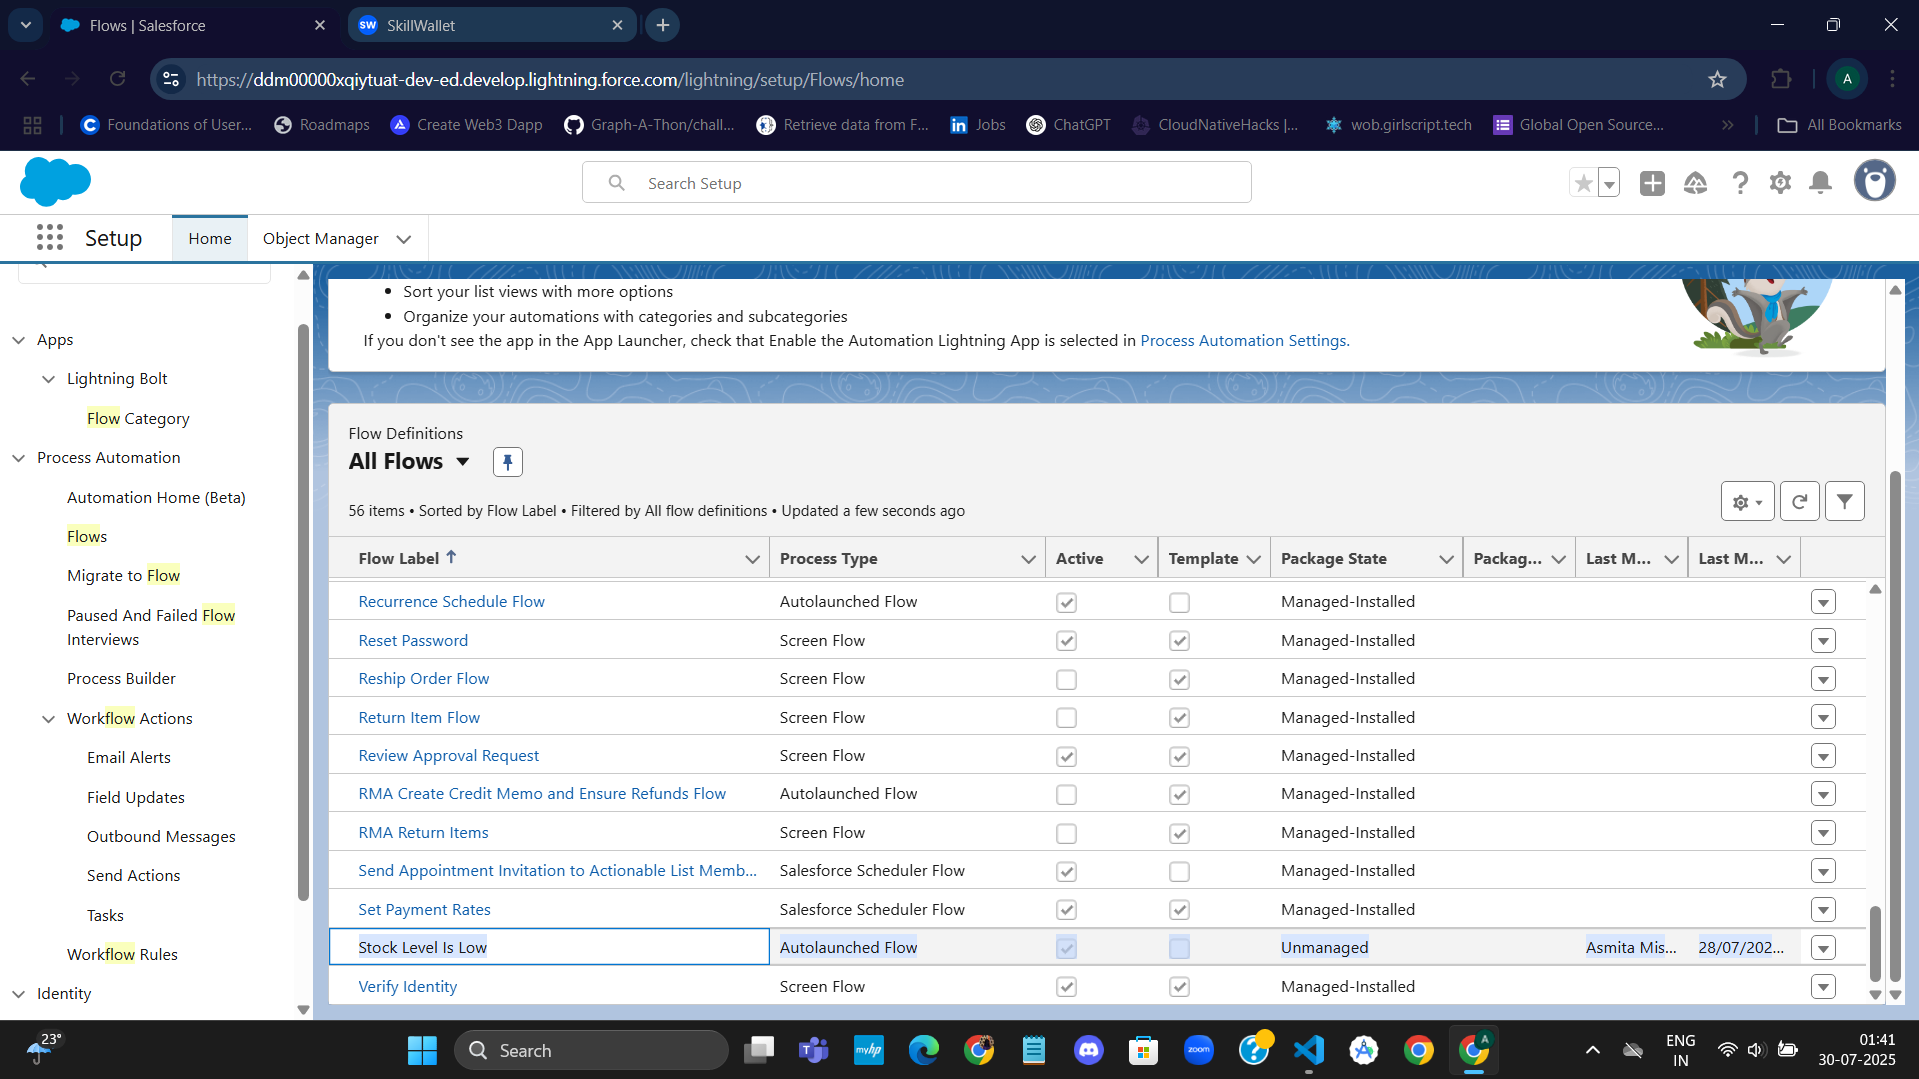 Flows | Salesforce
SW SkillWallet
https://ddm00000xqiytuat-dev-ed.develop.lightning.force.com/lightning/setup/Flows/home
A
Foundations of User...
Roadmaps
Create Web3 Dapp
Graph-A-Thon/chall...
Retrieve data from F...
Jobs
ChatGPT
CloudNativeHacks |...
wob.girlscript.tech
Global Open Source...
All Bookmarks
Search Setup
Setup
Home
Object Manager
Apps
Lightning Bolt
Flow Category
Process Automation
Automation Home (Beta)
Flows
Migrate to Flow
Paused And Failed Flow
Interviews
Process Builder
Workflow Actions
Email Alerts
Field Updates
Outbound Messages
Send Actions
Tasks
Workflow Rules
Identity
Sort your list views with more options
Organize your automations with categories and subcategories
If you don't see the app in the App Launcher, check that Enable the Automation Lightning App is selected in Process Automation Settings.
Flow Definitions
All Flows
56 items • Sorted by Flow Label • Filtered by All flow definitions • Updated a few seconds ago
Flow Label Process Type Active Template Package State Packag... Last M... Last M...
Recurrence Schedule Flow Autolaunched Flow Managed-Installed
Reset Password Screen Flow Managed-Installed
Reship Order Flow Screen Flow Managed-Installed
Return Item Flow Screen Flow Managed-Installed
Review Approval Request Screen Flow Managed-Installed
RMA Create Credit Memo and Ensure Refunds Flow Autolaunched Flow Managed-Installed
RMA Return Items Screen Flow Managed-Installed
Send Appointment Invitation to Actionable List Memb... Salesforce Scheduler Flow Managed-Installed
Set Payment Rates Salesforce Scheduler Flow Managed-Installed
Stock Level Is Low Autolaunched Flow Unmanaged Asmita Mis... 28/07/202...
Verify Identity Screen Flow Managed-Installed
23°
Search
myhp
zoom
A
ENG
IN
01:41
30-07-2025